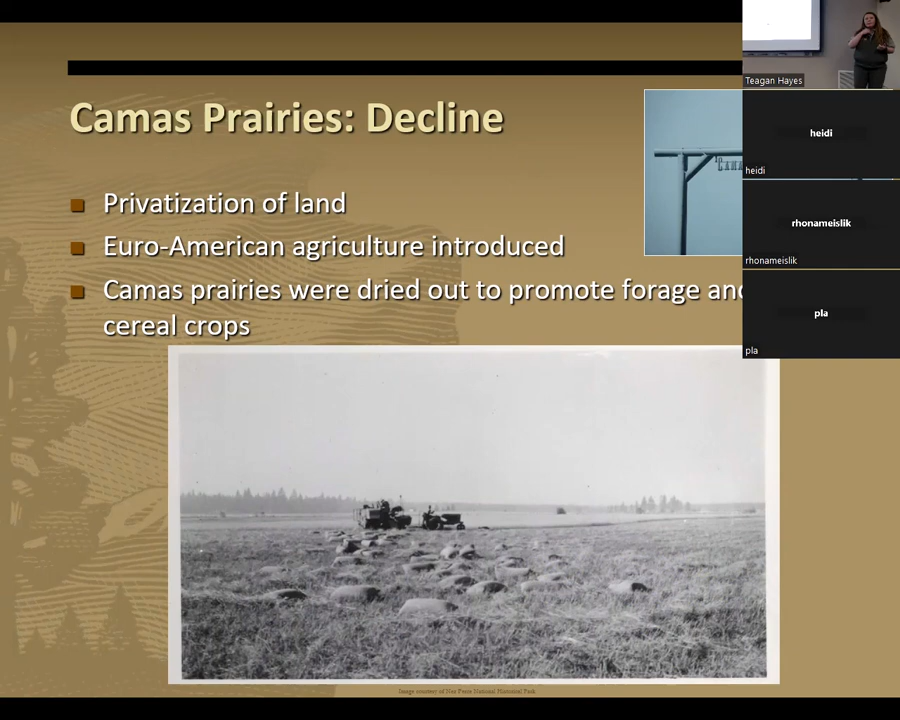 Camas Prairies: Decline
Privatization of land
Euro-American agriculture introduced
Camas prairies were dried out to promote forage and
cereal crops
Image courtesy of Nez Perce National Historical Park
Teagan Hayes
heidi
heidi
rhonameislik
rhonameislik
pla
pla